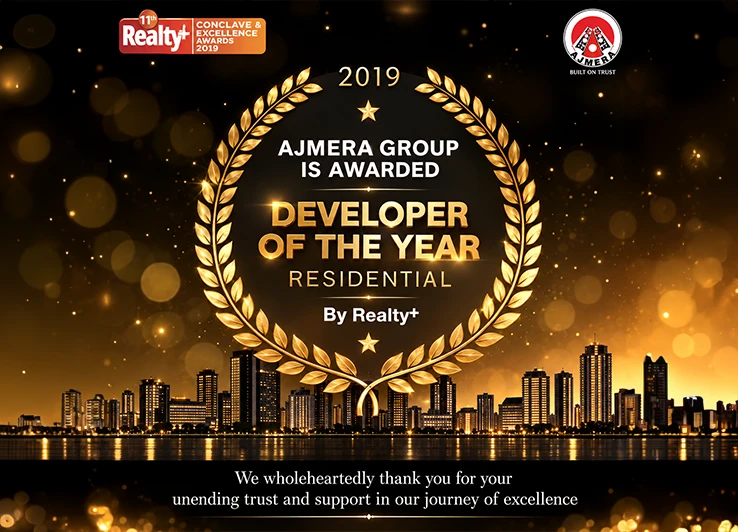 11th
Realty+
CONCLAVE &
EXCELLENCE
AWARDS
2019
AJMERA
BUILT ON TRUST
2019
AJMERA GROUP
IS AWARDED
DEVELOPER
OF THE YEAR
RESIDENTIAL
By Realty+
We wholeheartedly thank you for your
unending trust and support in our journey of excellence